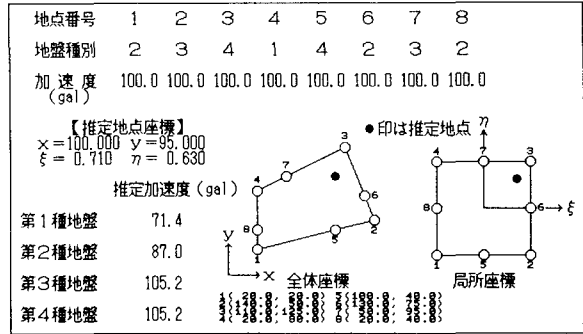 地点番号 1 2 3 4 5 6 7 8
地盤種別 2 3 4 1 4 2 3 2
加速度 100.0 100.0 100.0 100.0 100.0 100.0 100.0 100.0
(gal)
【推定地点座標】
x=100.000 y=95.000
ξ = 0.710 η = 0.630
●印は推定地点
推定加速度(gal)
第1種地盤 71.4
第2種地盤 87.0
第3種地盤 105.2
第4種地盤 105.2
y
x
1
2
3
4
5
6
7
8
全体座標
η
ξ
1
2
3
4
5
6
7
8
局所座標